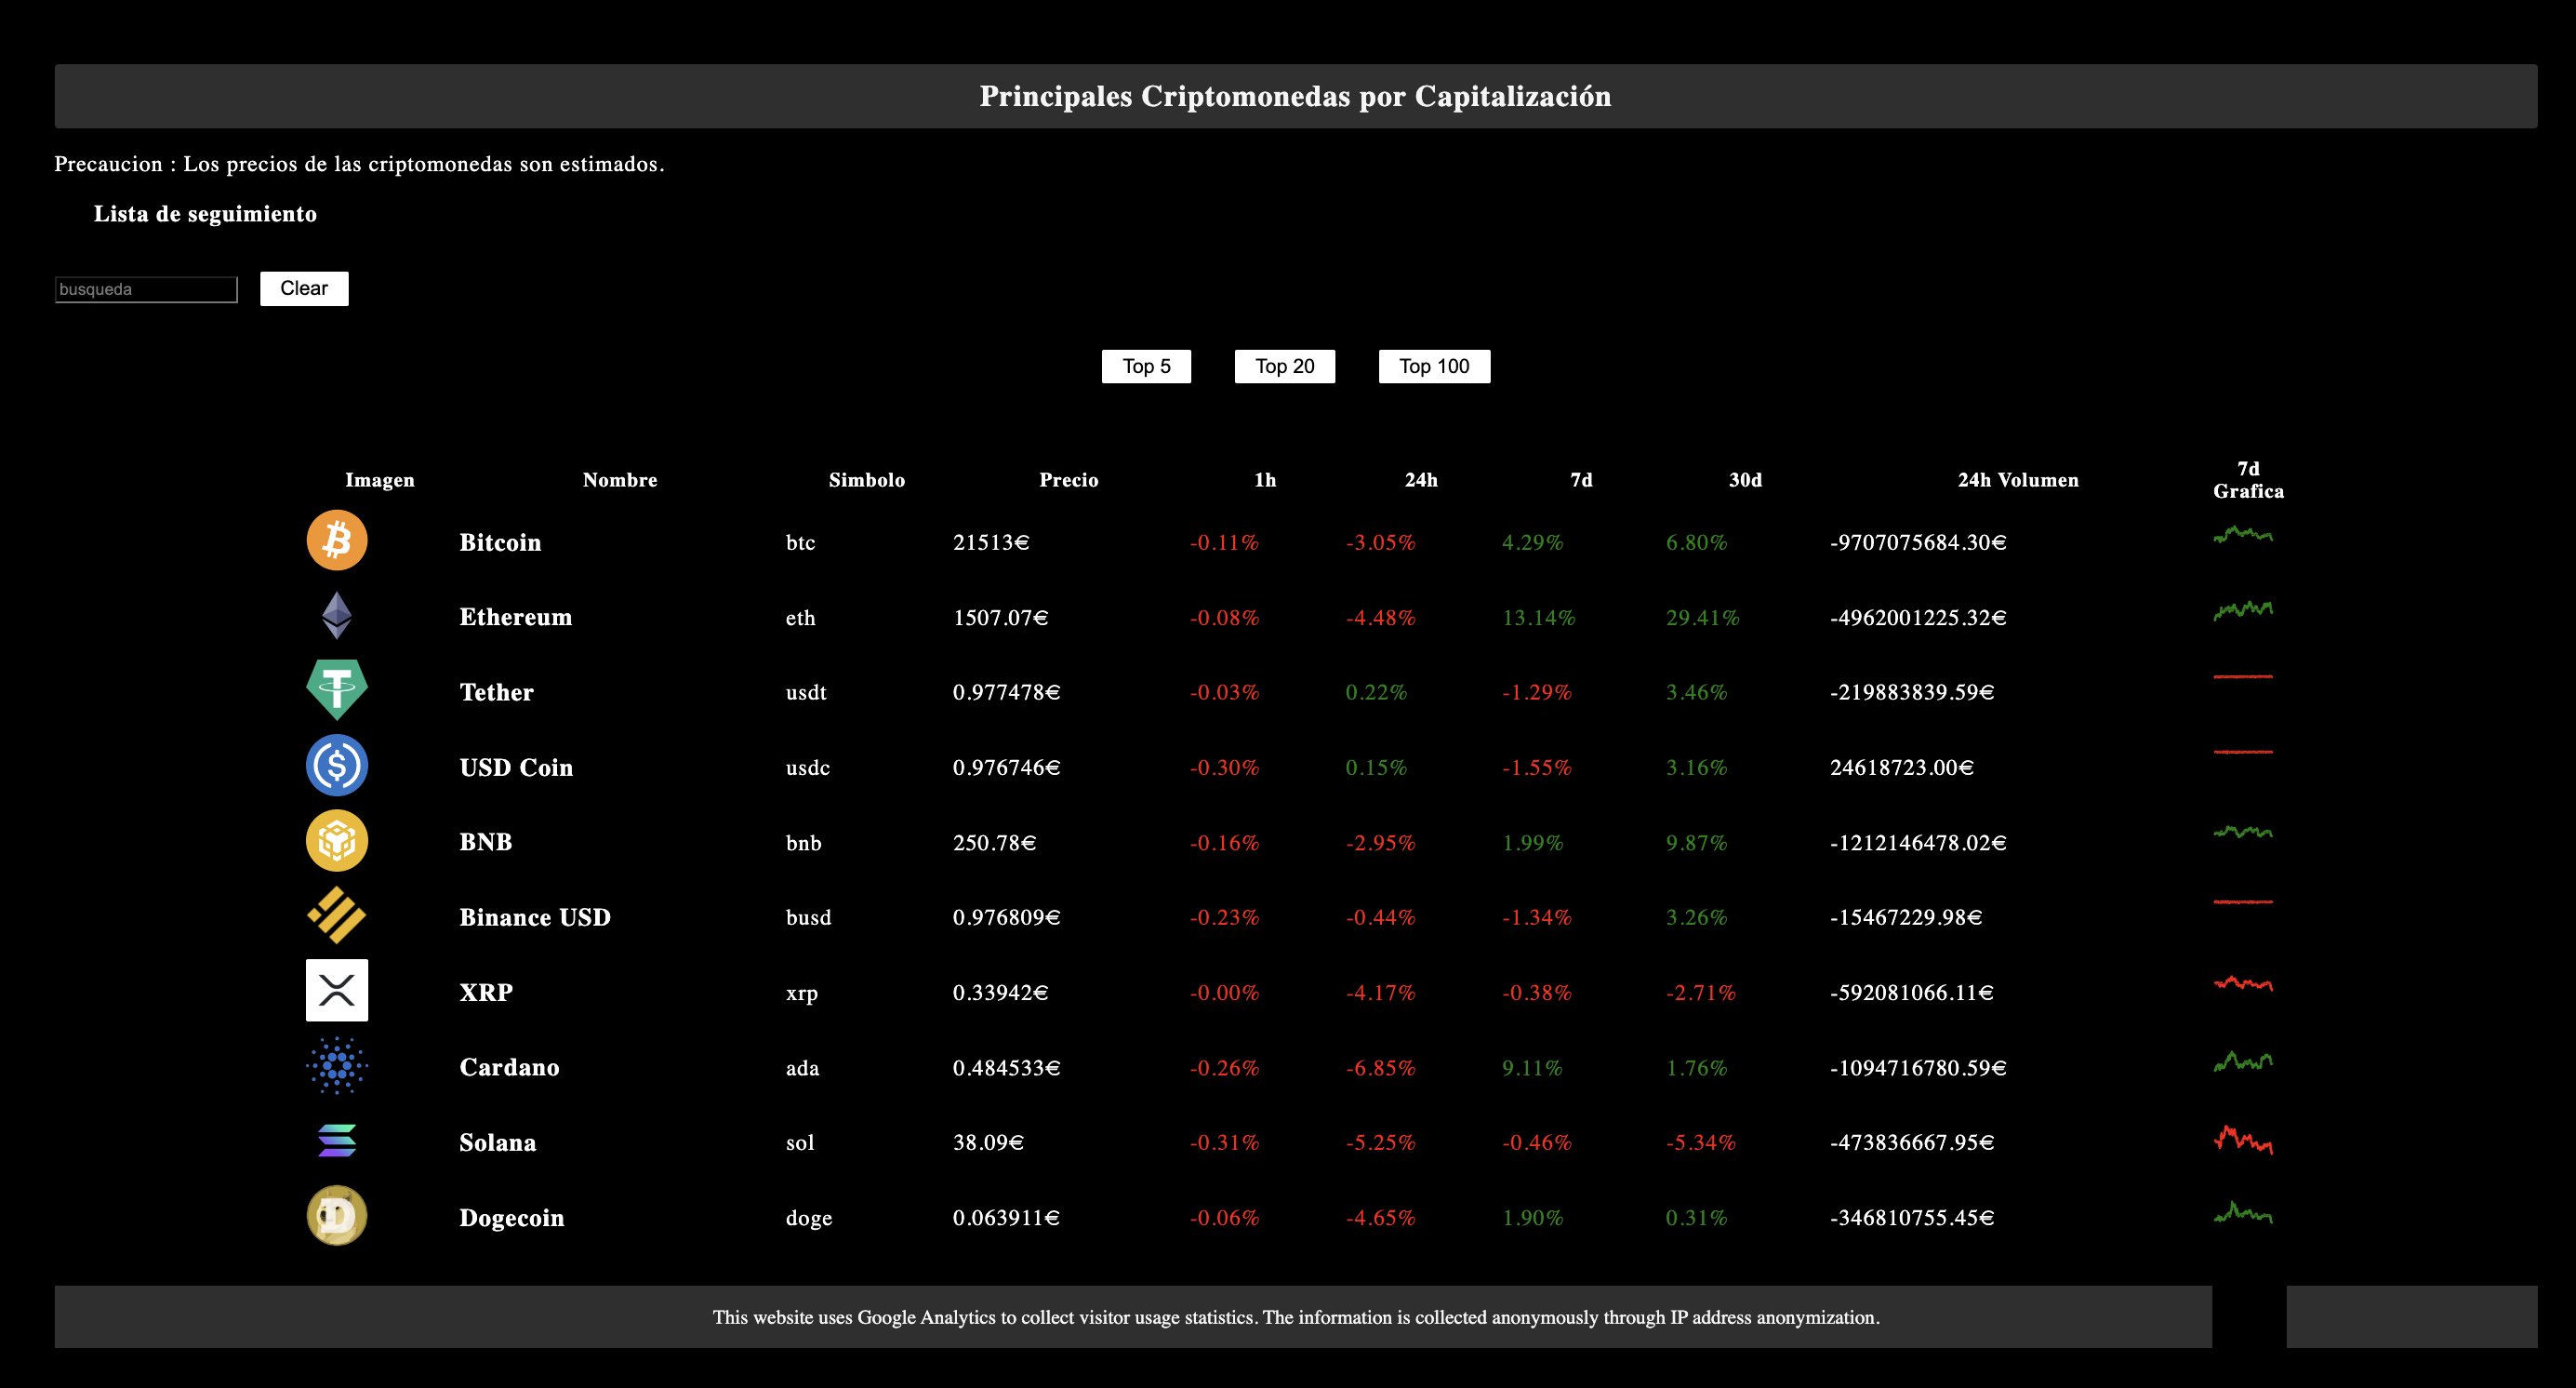 Principales Criptomonedas por Capitalización
Precaucion : Los precios de las criptomonedas son estimados.
Lista de seguimiento
busqueda Clear
Top 5 Top 20 Top 100
Imagen Nombre Simbolo Precio 1h 24h 7d 30d 24h Volumen 7d Grafica
Bitcoin btc 21513€ -0.11% -3.05% 4.29% 6.80% -9707075684.30€
Ethereum eth 1507.07€ -0.08% -4.48% 13.14% 29.41% -4962001225.32€
Tether usdt 0.977478€ -0.03% 0.22% -1.29% 3.46% -219883839.59€
USD Coin usdc 0.976746€ -0.30% 0.15% -1.55% 3.16% 24618723.00€
BNB bnb 250.78€ -0.16% -2.95% 1.99% 9.87% -1212146478.02€
Binance USD busd 0.976809€ -0.23% -0.44% -1.34% 3.26% -15467229.98€
XRP xrp 0.33942€ -0.00% -4.17% -0.38% -2.71% -592081066.11€
Cardano ada 0.484533€ -0.26% -6.85% 9.11% 1.76% -1094716780.59€
Solana sol 38.09€ -0.31% -5.25% -0.46% -5.34% -473836667.95€
Dogecoin doge 0.063911€ -0.06% -4.65% 1.90% 0.31% -346810755.45€
This website uses Google Analytics to collect visitor usage statistics. The information is collected anonymously through IP address anonymization.